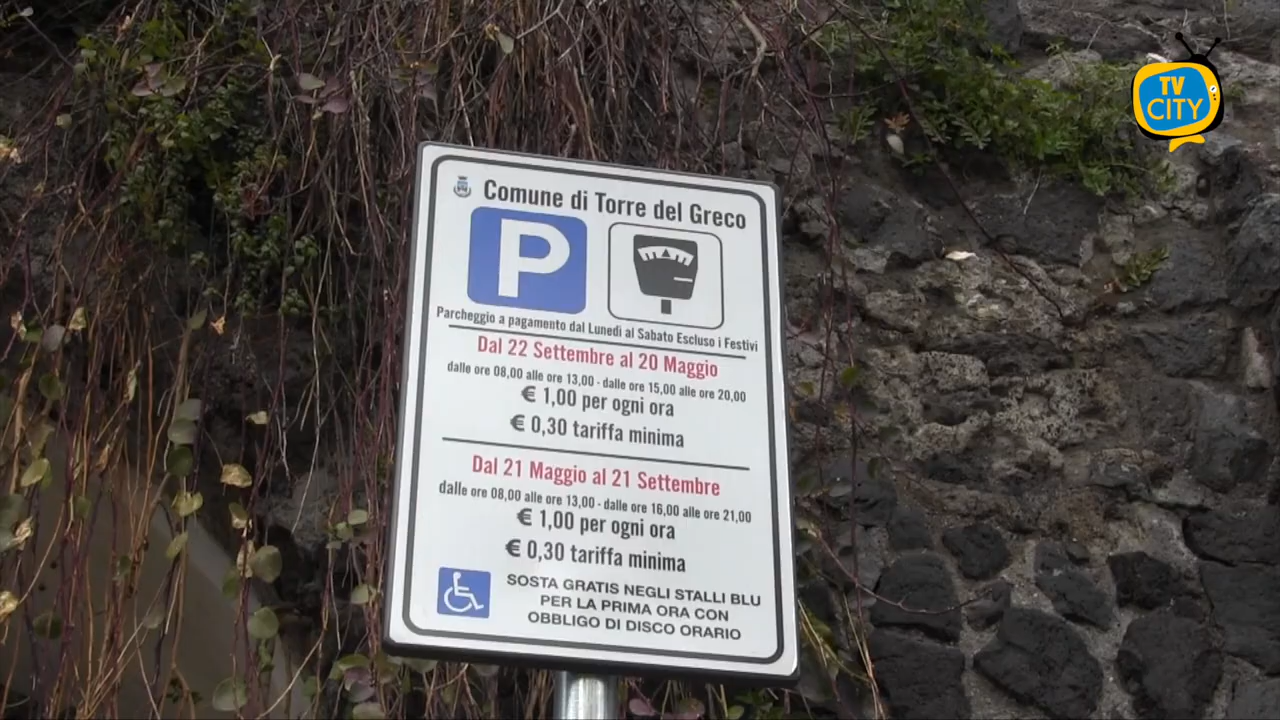 TV
CITY
Comune di Torre del Greco
P
Parcheggio a pagamento dal Lunedì al Sabato Escluso i Festivi
Dal 22 Settembre al 20 Maggio
dalle ore 08,00 alle ore 13,00 - dalle ore 15,00 alle ore 20,00
€ 1,00 per ogni ora
€ 0,30 tariffa minima
Dal 21 Maggio al 21 Settembre
dalle ore 08,00 alle ore 13,00 - dalle ore 16,00 alle ore 21,00
€ 1,00 per ogni ora
€ 0,30 tariffa minima
SOSTA GRATIS NEGLI STALLI BLU
PER LA PRIMA ORA CON
OBBLIGO DI DISCO ORARIO